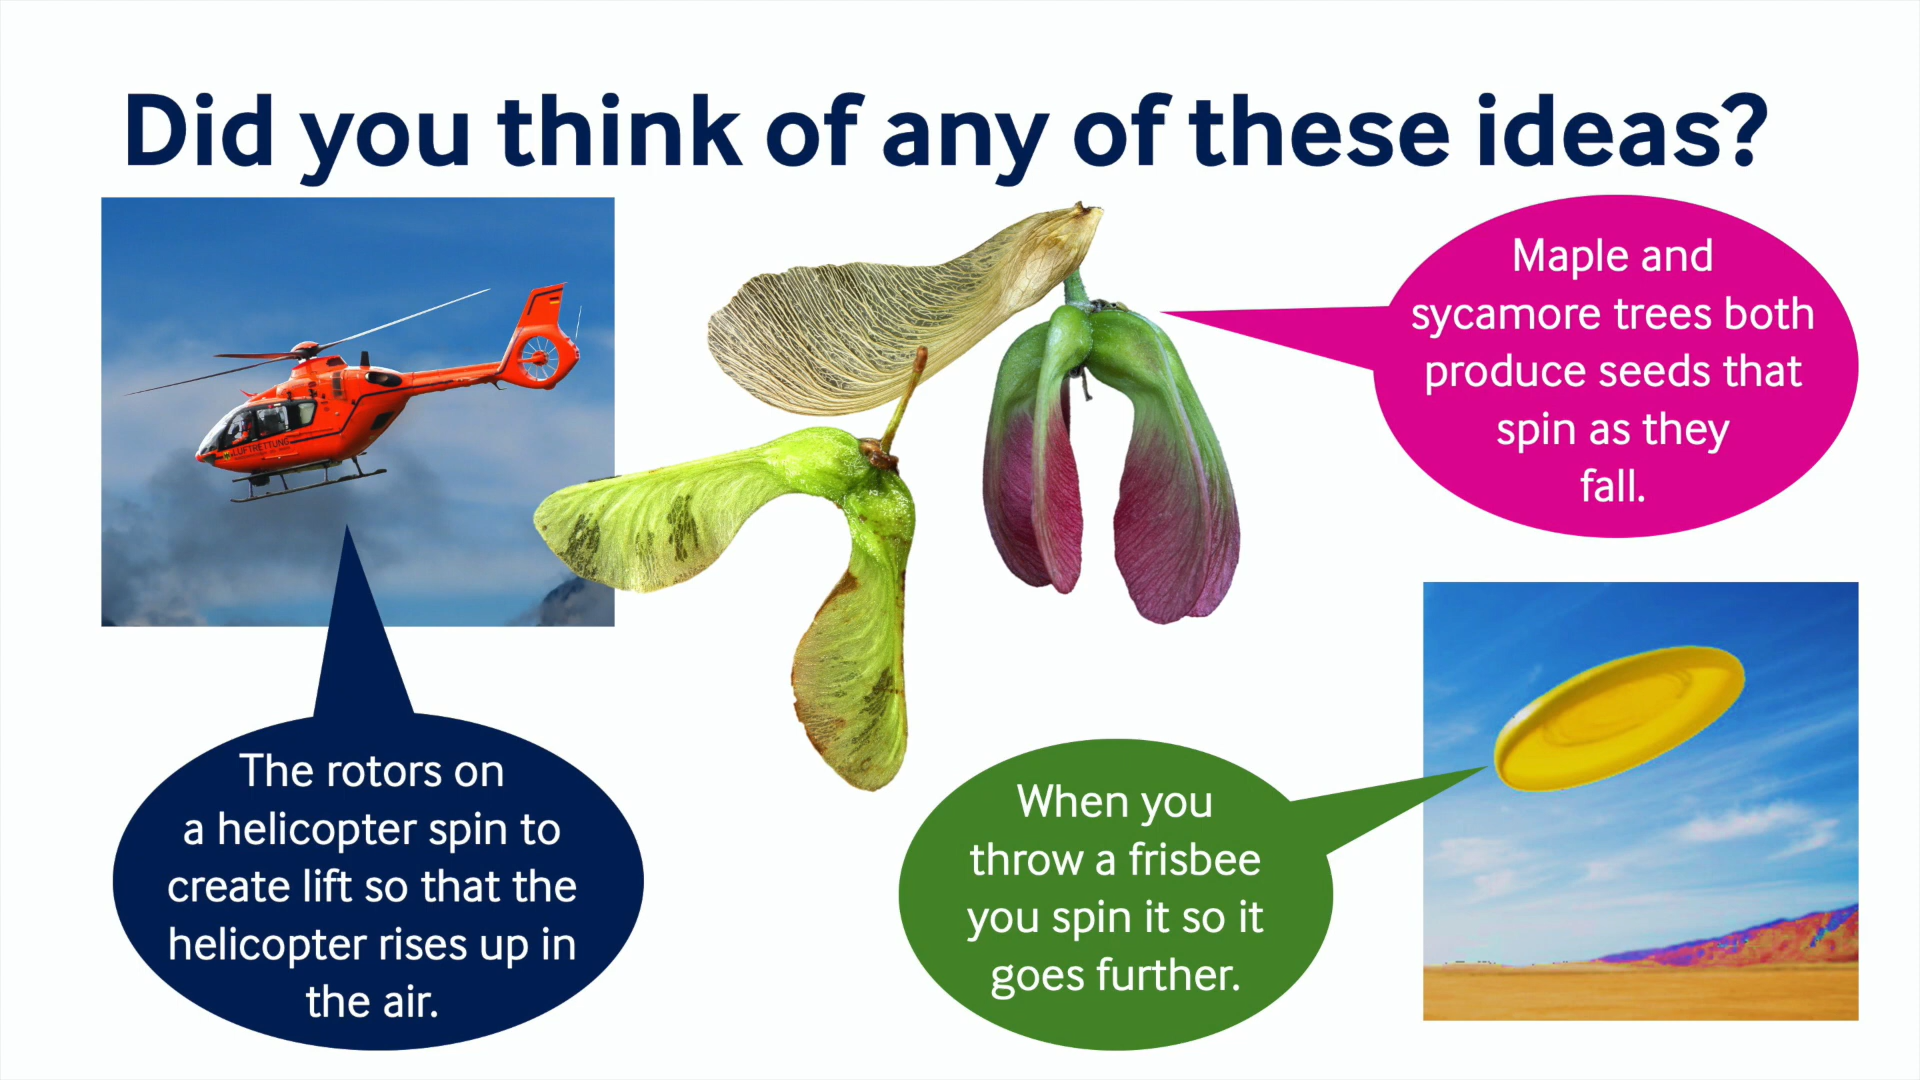 Did you think of any of these ideas?
LUFTRETTUNG
Maple and
sycamore trees both
produce seeds that
spin as they
fall.
The rotors on
a helicopter spin to
create lift so that the
helicopter rises up in
the air.
When you
throw a frisbee
you spin it so it
goes further.